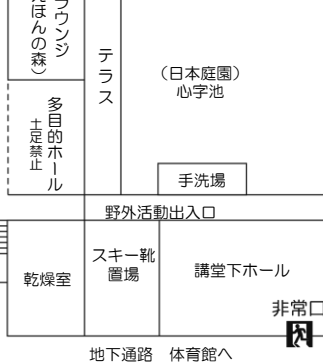 ラウンジ
えほんの森）
テラス
（日本庭園）
心字池
多目的ホール
土足禁止
手洗場
野外活動出入口
乾燥室
スキー靴
置場
講堂下ホール
非常口
地下通路　体育館へ